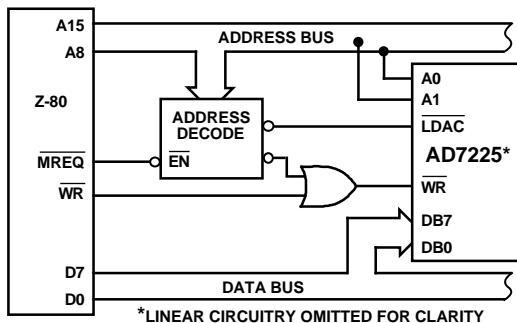 A15
ADDRESS BUS
A8
Z-80
ADDRESS
DECODE
EN
MREQ
WR
D7
D0
DATA BUS
A0
A1
LDAC
AD7225*
WR
DB7
DB0
*LINEAR CIRCUITRY OMITTED FOR CLARITY